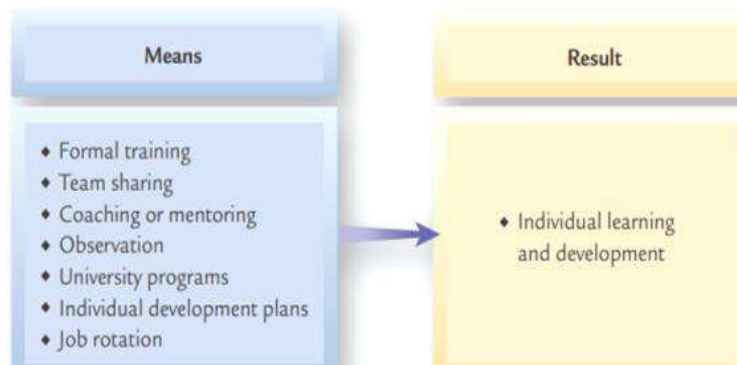 Means
♦ Formal training
♦ Team sharing
♦ Coaching or mentoring
♦ Observation
♦ University programs
♦ Individual development plans
♦ Job rotation
Result
♦ Individual learning
and development